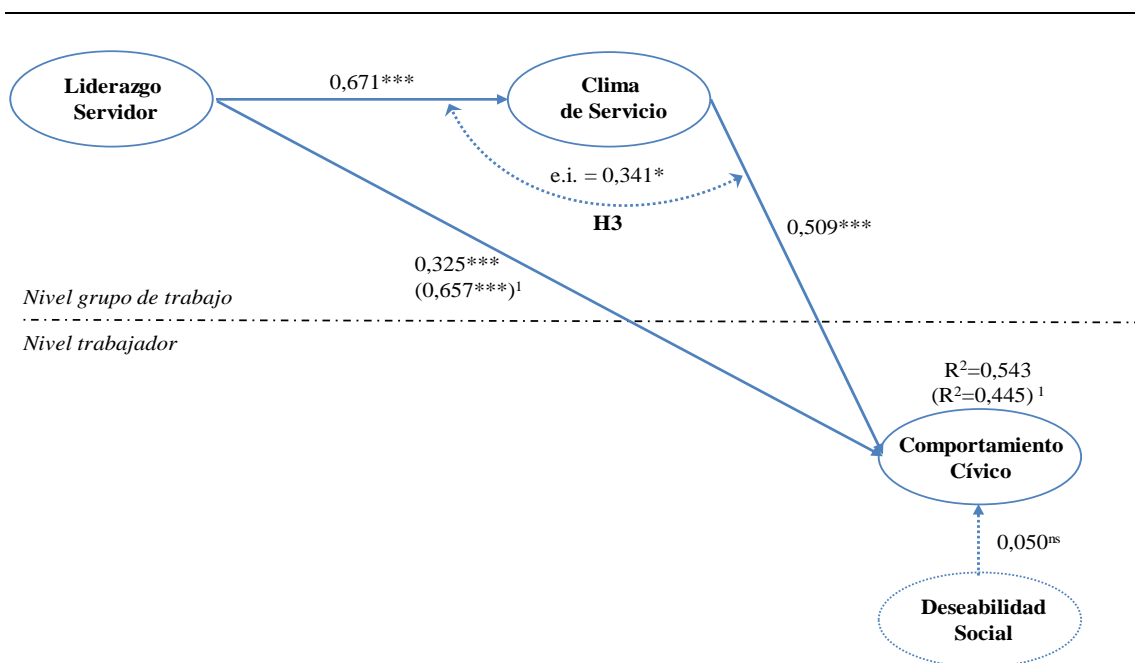 Liderazgo
Servidor
0,671***
Clima
de Servicio
e.i. = 0,341*
H3
0,509***
0,325***
(0,657***)¹
Nivel grupo de trabajo
Nivel trabajador
R²=0,543
(R²=0,445) ¹
Comportamiento
Cívico
0,050ⁿˢ
Deseabilidad
Social